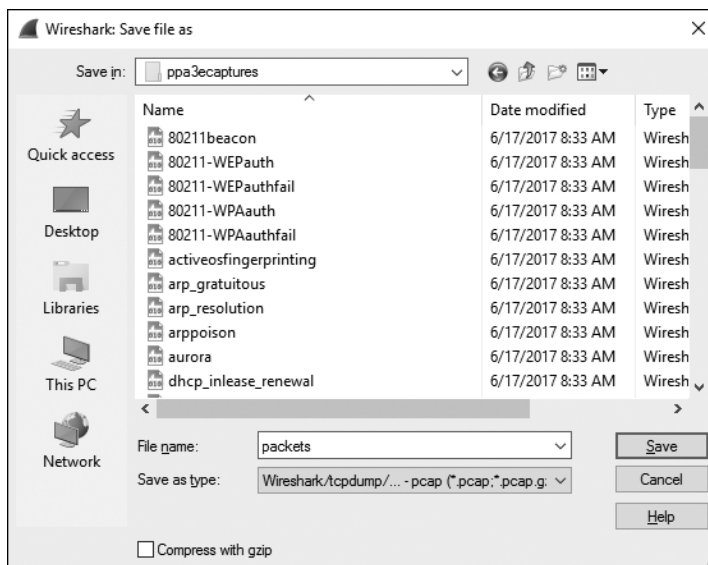 Wireshark: Save file as
Save in: ppa3ecaptures
Name Date modified Type
80211beacon 6/17/2017 8:33 AM Wiresh
80211-WEPauth 6/17/2017 8:33 AM Wiresh
80211-WEPauthfail 6/17/2017 8:33 AM Wiresh
80211-WPAauth 6/17/2017 8:33 AM Wiresh
80211-WPAauthfail 6/17/2017 8:33 AM Wiresh
activeosfingerprinting 6/17/2017 8:33 AM Wiresh
arp_gratuitous 6/17/2017 8:33 AM Wiresh
arp_resolution 6/17/2017 8:33 AM Wiresh
arppoison 6/17/2017 8:33 AM Wiresh
aurora 6/17/2017 8:33 AM Wiresh
dhcp_inlease_renewal 6/17/2017 8:33 AM Wiresh
Quick access
Desktop
Libraries
This PC
Network
File name: packets Save
Save as type: Wireshark/tcpdump/... - pcap (*.pcap;*.pcap.g: Cancel
Help
Compress with gzip